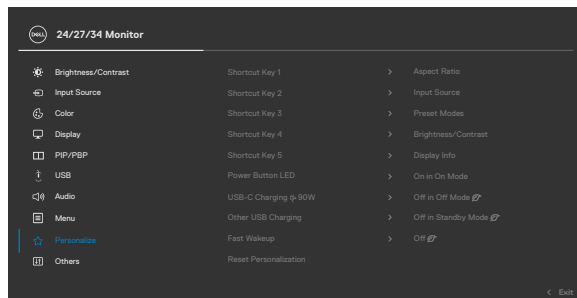 DELL 24/27/34 Monitor
Brightness/Contrast Shortcut Key 1 > Aspect Ratio
Input Source Shortcut Key 2 > Input Source
Color Shortcut Key 3 > Preset Modes
Display Shortcut Key 4 > Brightness/Contrast
PIP/PBP Shortcut Key 5 > Display Info
USB Power Button LED > On in On Mode
Audio USB-C Charging 90W > Off in Off Mode
Menu Other USB Charging > Off in Standby Mode
Personalize Fast Wakeup > Off
Others Reset Personalization
< Exit